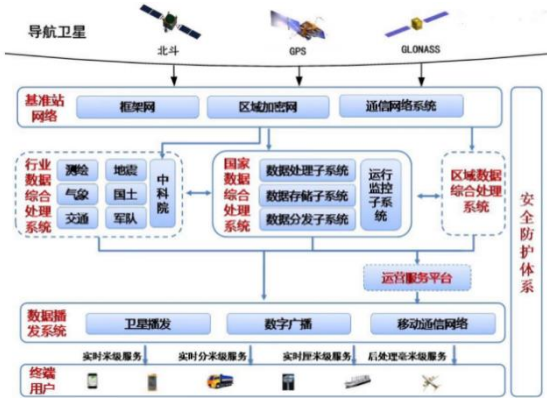 导航卫星
北斗
GPS
GLONASS
基准站
网络
框架网
区域加密网
通信网络系统
行业
数据
综合
处理
系统
测绘
地震
气象
国土
交通
军队
中科院
国家
数据
综合
处理
系统
数据处理子系统
数据存储子系统
数据分发子系统
运行
监控
子系统
区域数据
综合处理
系统
运营服务平台
数据播
发系统
卫星播发
数字广播
移动通信网络
实时米级服务
实时分米级服务
实时厘米级服务
后处理毫米级服务
终端
用户
安全防护体系